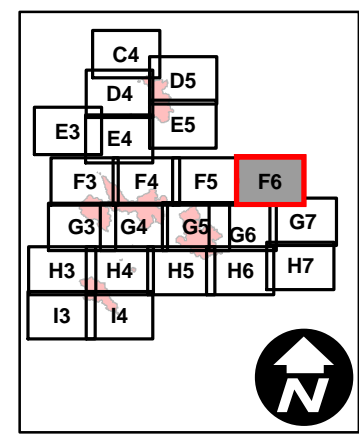 C4
D4 D5
E3 E4 E5
F3 F4 F5 F6
G3 G4 G5 G6 G7
H3 H4 H5 H6 H7
I3 I4
N